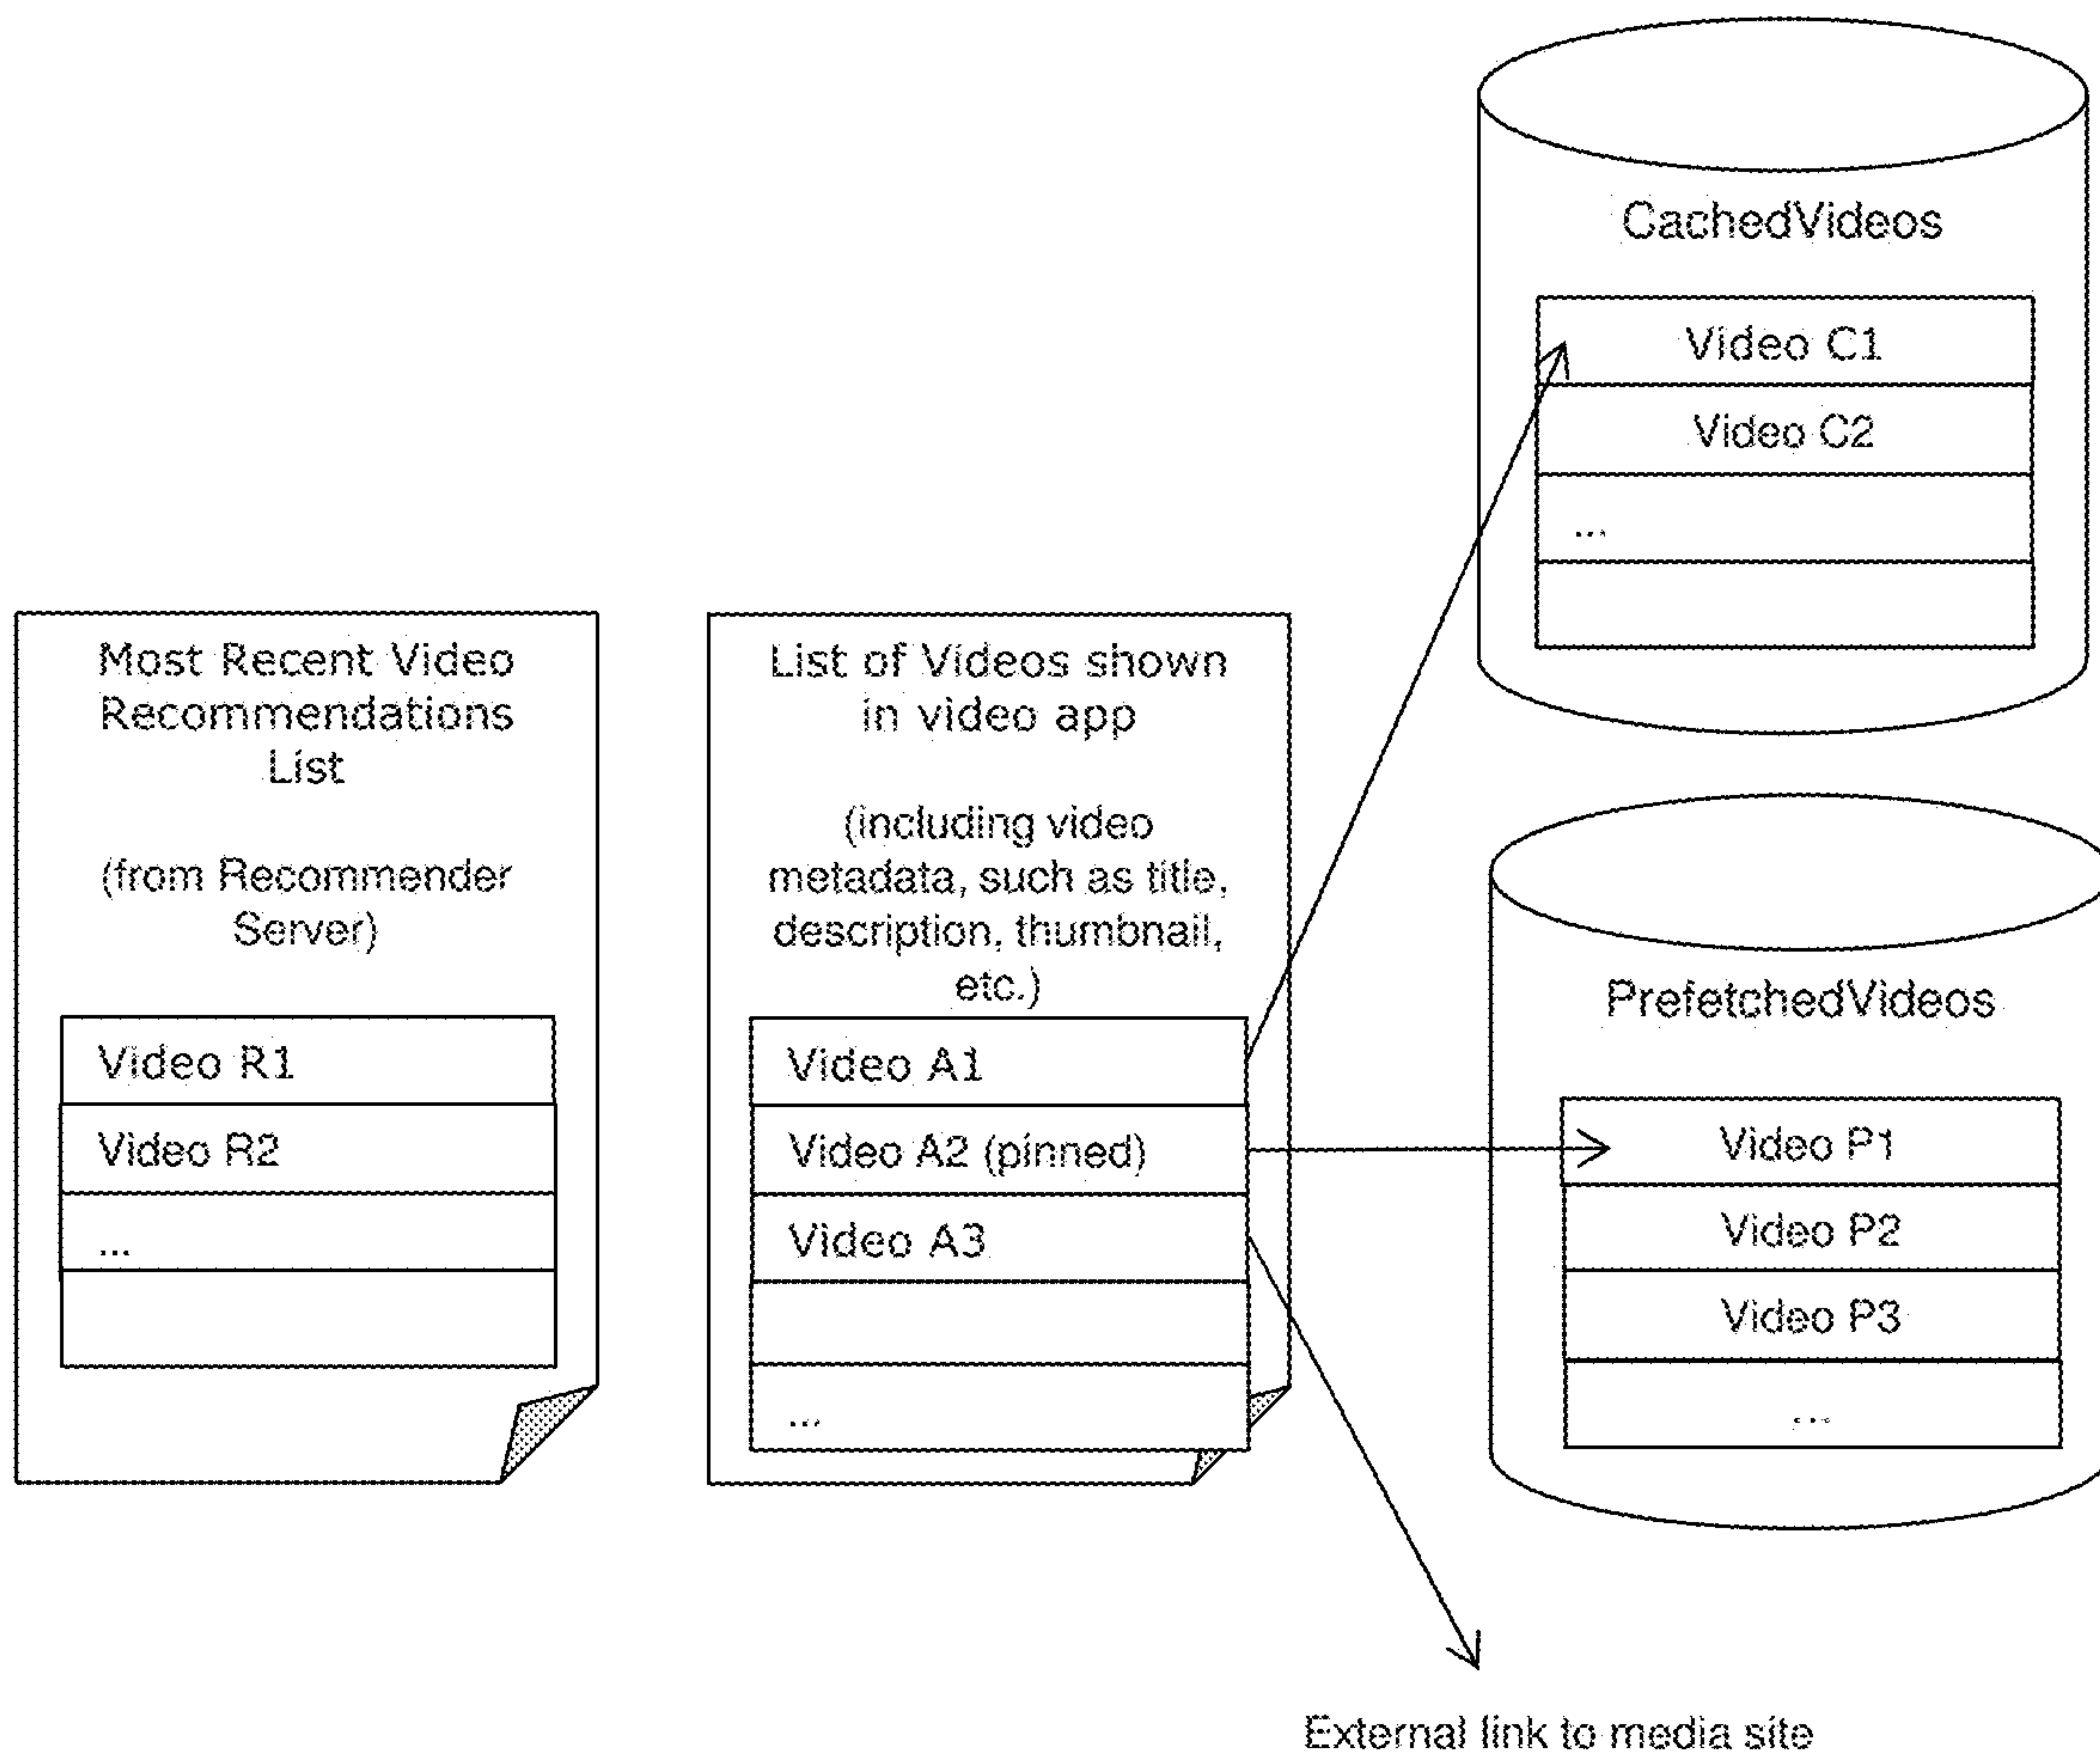 Most Recent Video
Recommendations
List
(from Recommender
Server)
Video R1
Video R2
...
List of Videos shown
in video app
(including video
metadata, such as title,
description, thumbnail,
etc.)
Video A1
Video A2 (pinned)
Video A3
...
CachedVideos
Video C1
Video C2
...
PrefetchedVideos
Video P1
Video P2
Video P3
...
External link to media site